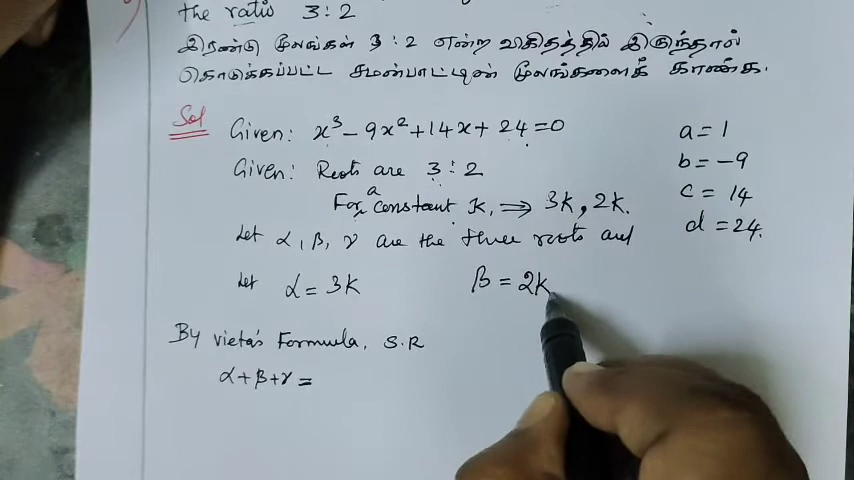 the ratio 3:2
இரண்டு மூலங்கள் 3:2 என்ற விகிதத்தில் இருந்தால்
கொடுக்கப்பட்ட சமன்பாட்டின் மூலங்களைக் காண்க.
Sol Given: x³ - 9x² + 14x + 24 = 0 a = 1
Given: Roots are 3:2 b = -9
For a constant K, ⟹ 3K, 2K. c = 14
Let α, β, γ are the three roots and d = 24.
Let α = 3K β = 2K
By Vieta's Formula, S.R
α + β + γ =